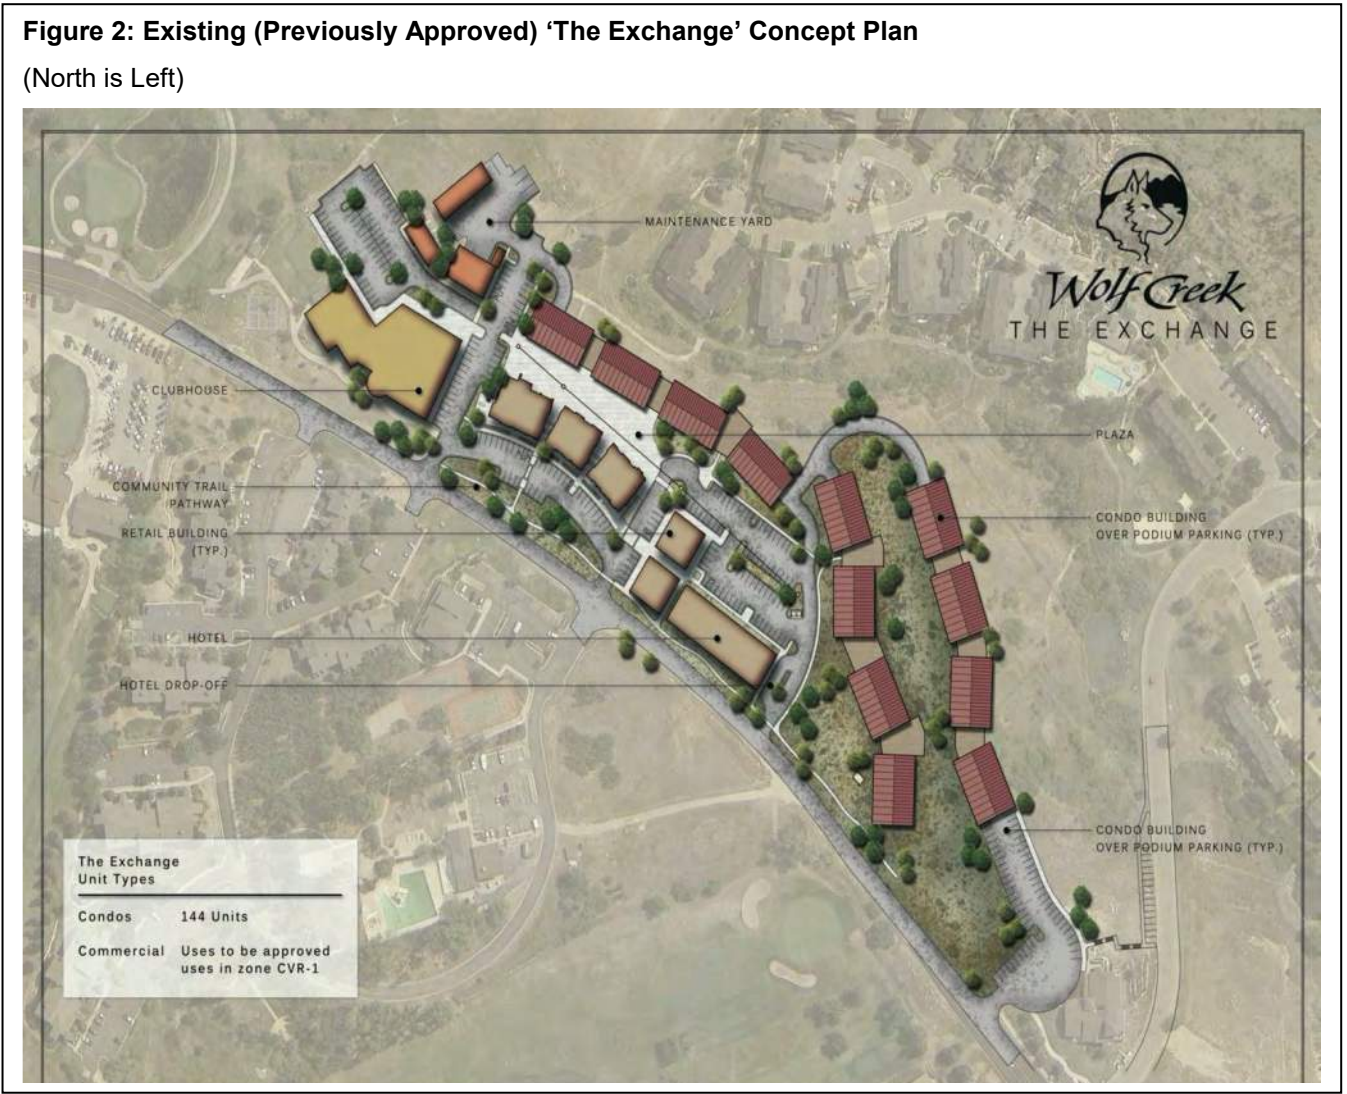 Figure 2: Existing (Previously Approved) ‘The Exchange’ Concept Plan
(North is Left)
MAINTENANCE YARD
Wolf Creek
THE EXCHANGE
CLUBHOUSE
PLAZA
COMMUNITY TRAIL
PATHWAY
RETAIL BUILDING
(TYP.)
CONDO BUILDING
OVER PODIUM PARKING (TYP.)
HOTEL
HOTEL DROP-OFF
CONDO BUILDING
OVER PODIUM PARKING (TYP.)
The Exchange
Unit Types
Condos 144 Units
Commercial Uses to be approved
uses in zone CVR-1